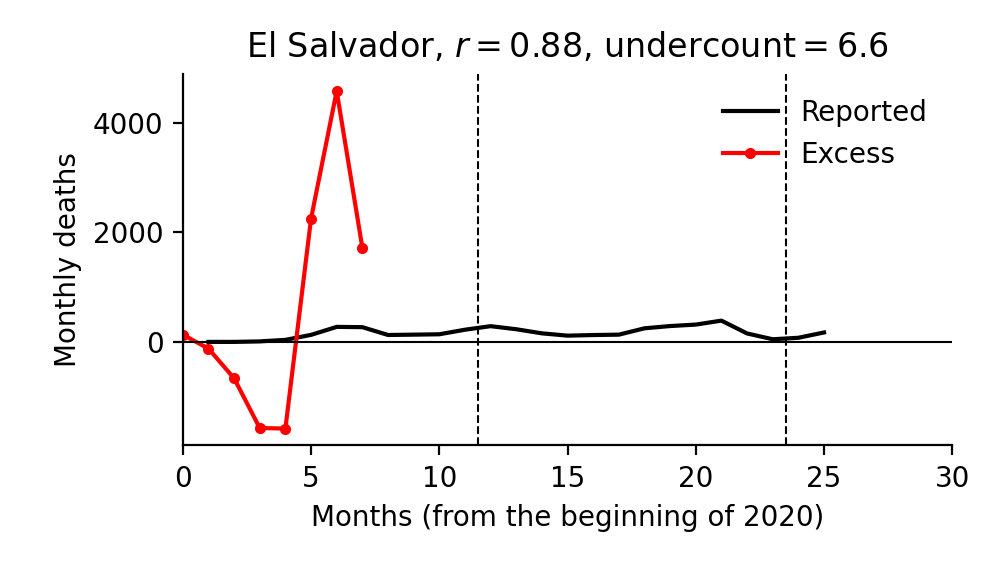 El Salvador, r = 0.88, undercount = 6.6
Reported
Excess
Monthly deaths
4000
2000
0
0 5 10 15 20 25 30
Months (from the beginning of 2020)